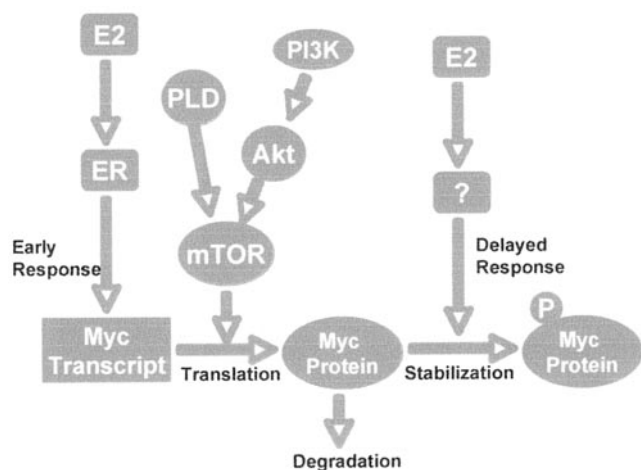 E2
PI3K
E2
PLD
Akt
ER
?
Early
Response
mTOR
Delayed
Response
P
Myc
Transcript
Translation
Myc
Protein
Stabilization
Myc
Protein
Degradation